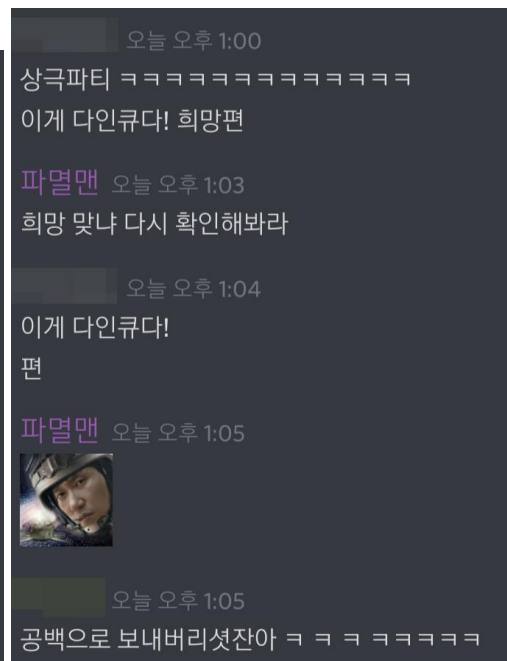 오늘 오후 1:00
상극파티 ㅋㅋㅋㅋㅋㅋㅋㅋㅋㅋㅋㅋㅋ
이게 다인큐다! 희망편
파멸맨 오늘 오후 1:03
희망 맞냐 다시 확인해봐라
오늘 오후 1:04
이게 다인큐다!
편
파멸맨 오늘 오후 1:05
오늘 오후 1:05
공백으로 보내버리셧잖아 ㅋ ㅋ ㅋ ㅋㅋㅋㅋㅋ